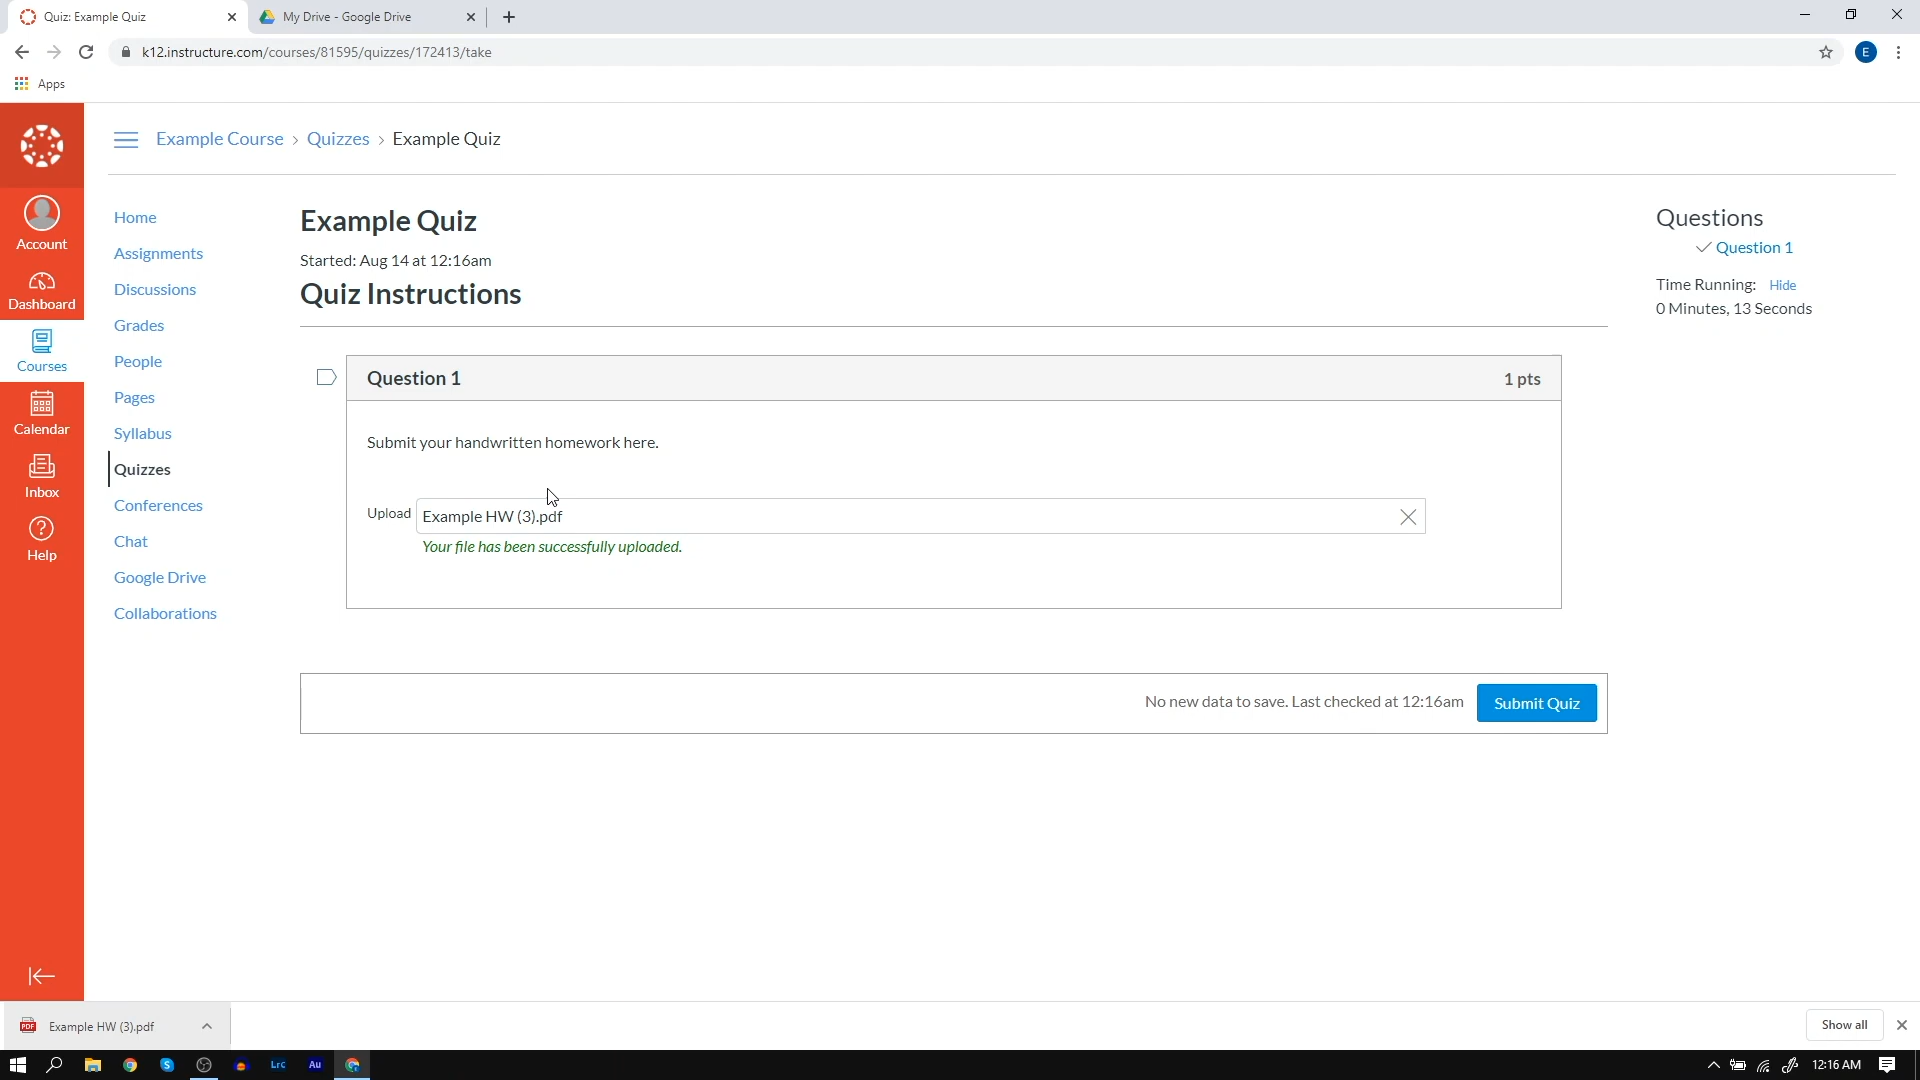 Quiz: Example Quiz
My Drive - Google Drive
k12.instructure.com/courses/81595/quizzes/172413/take
E
Apps
Example Course > Quizzes > Example Quiz
Account
Dashboard
Courses
Calendar
Inbox
Help
Home
Assignments
Discussions
Grades
People
Pages
Syllabus
Quizzes
Conferences
Chat
Google Drive
Collaborations
Example Quiz
Started: Aug 14 at 12:16am
Quiz Instructions
Question 1
1 pts
Submit your handwritten homework here.
Upload
Example HW (3).pdf
Your file has been successfully uploaded.
No new data to save. Last checked at 12:16am
Submit Quiz
Questions
Question 1
Time Running: Hide
0 Minutes, 13 Seconds
PDF
Example HW (3).pdf
Show all
S
Lrc
Au
12:16 AM